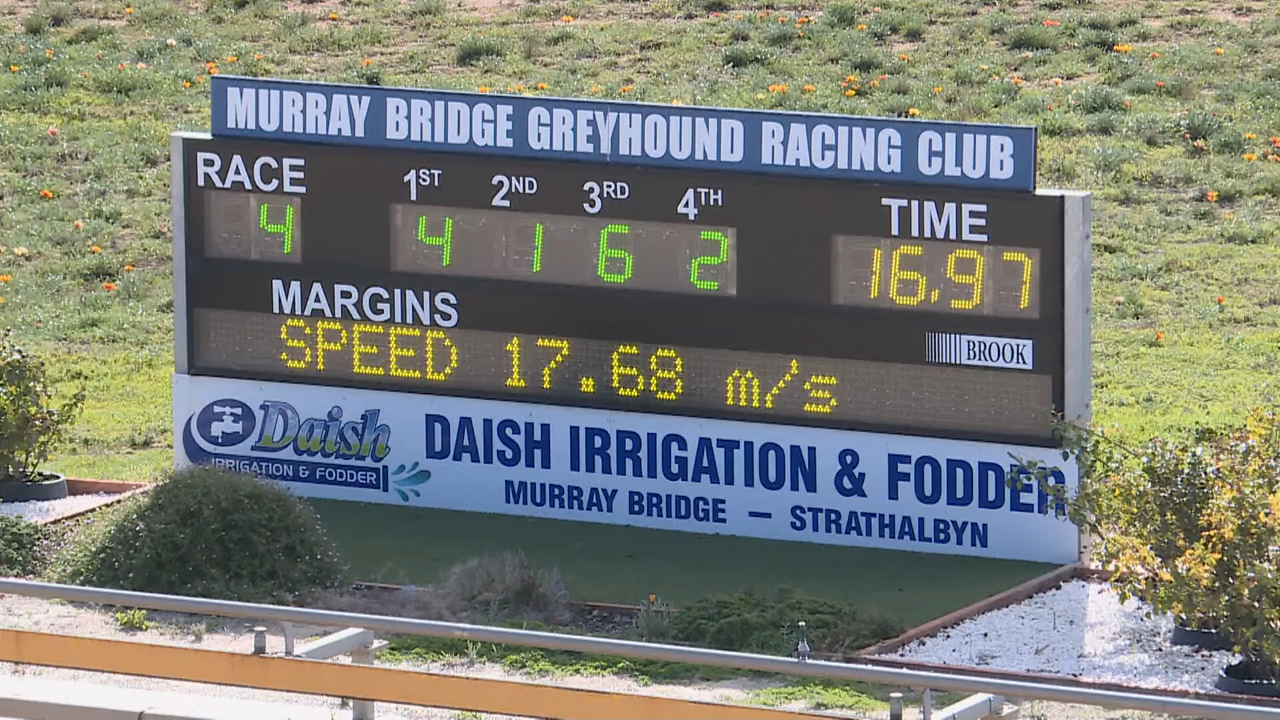 MURRAY BRIDGE GREYHOUND RACING CLUB
RACE 1ST 2ND 3RD 4TH TIME
4 4 1 6 2 16.97
MARGINS
BROOK
SPEED 17.68 m/s
Daish
IRRIGATION & FODDER
DAISH IRRIGATION & FODDER
MURRAY BRIDGE – STRATHALBYN